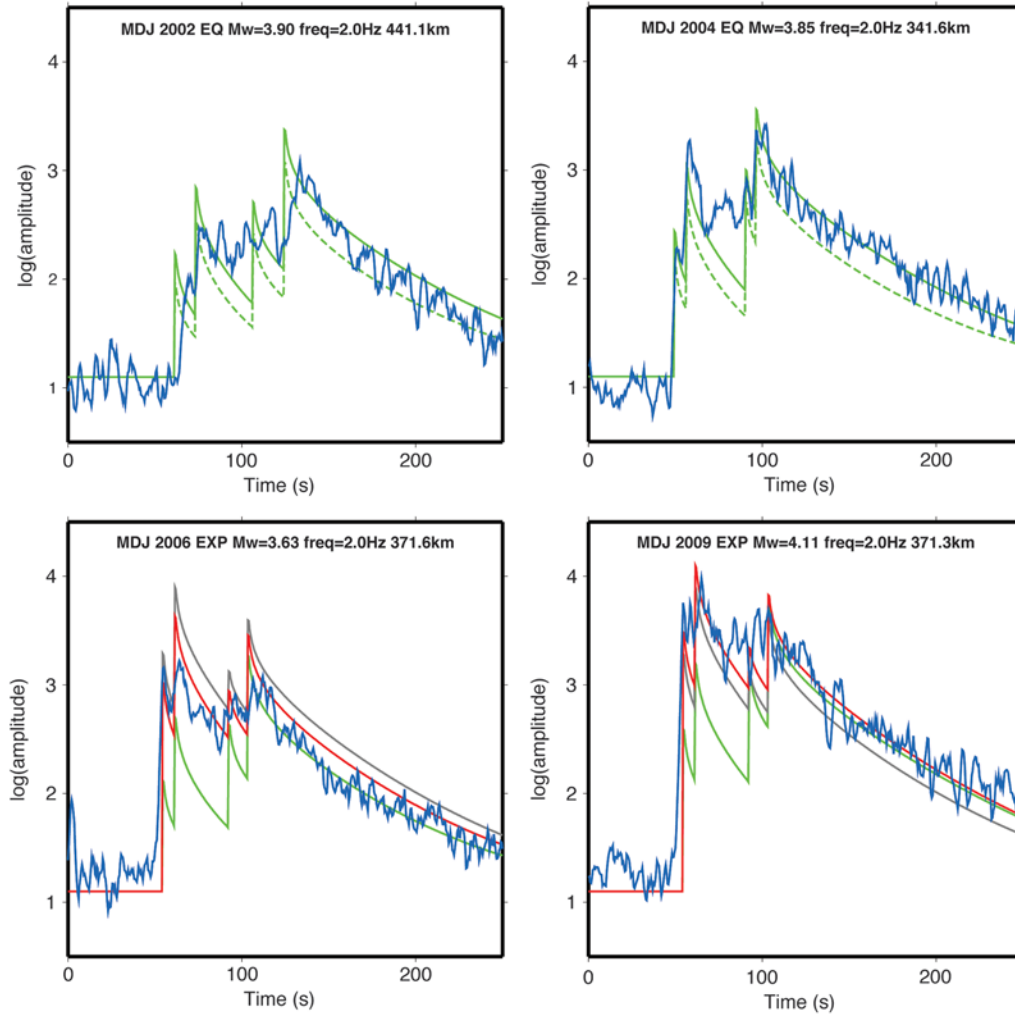 MDJ 2002 EQ Mw=3.90 freq=2.0Hz 441.1km
log(amplitude)
4
3
2
1
0
100
200
Time (s)
MDJ 2004 EQ Mw=3.85 freq=2.0Hz 341.6km
log(amplitude)
4
3
2
1
0
100
200
Time (s)
MDJ 2006 EXP Mw=3.63 freq=2.0Hz 371.6km
log(amplitude)
4
3
2
1
0
100
200
Time (s)
MDJ 2009 EXP Mw=4.11 freq=2.0Hz 371.3km
log(amplitude)
4
3
2
1
0
100
200
Time (s)